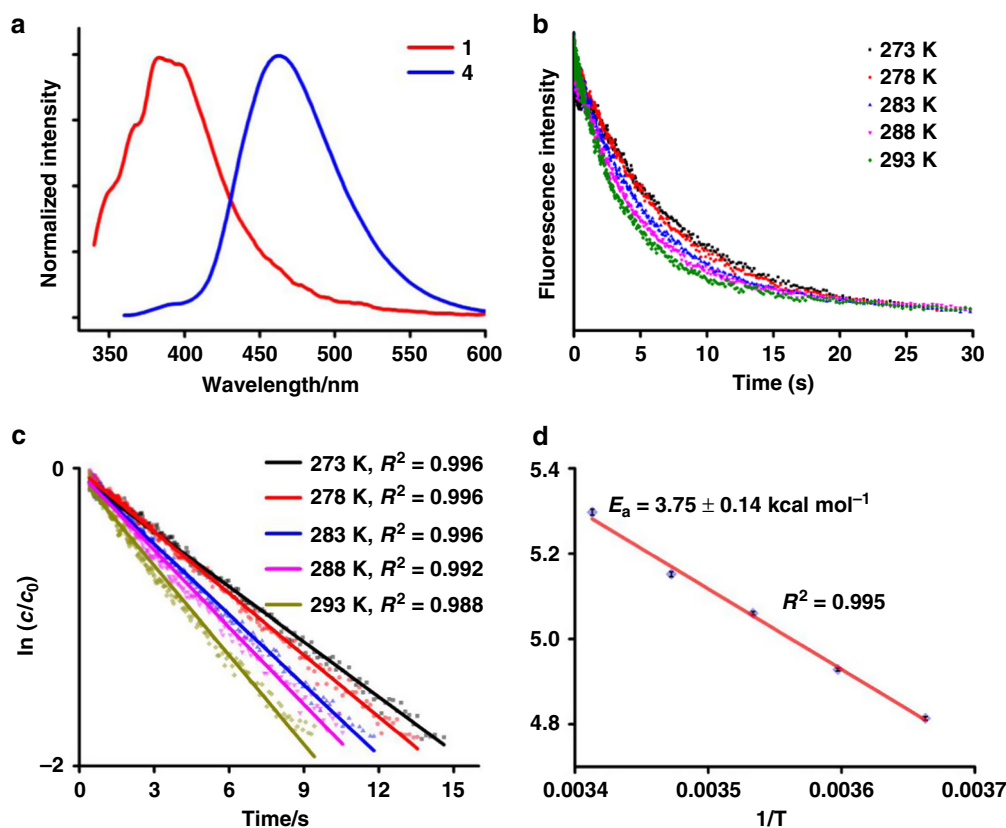 a
1
4
Normalized intensity
350 400 450 500 550 600
Wavelength/nm
b
273 K
278 K
283 K
288 K
293 K
Fluorescence intensity
0 5 10 15 20 25 30
Time (s)
c
0
273 K, R² = 0.996
278 K, R² = 0.996
283 K, R² = 0.996
288 K, R² = 0.992
293 K, R² = 0.988
ln (c/c₀)
–2
0 3 6 9 12 15
Time/s
d
5.4
Eₐ = 3.75 ± 0.14 kcal mol⁻¹
5.2
R² = 0.995
5.0
4.8
0.0034 0.0035 0.0036 0.0037
1/T